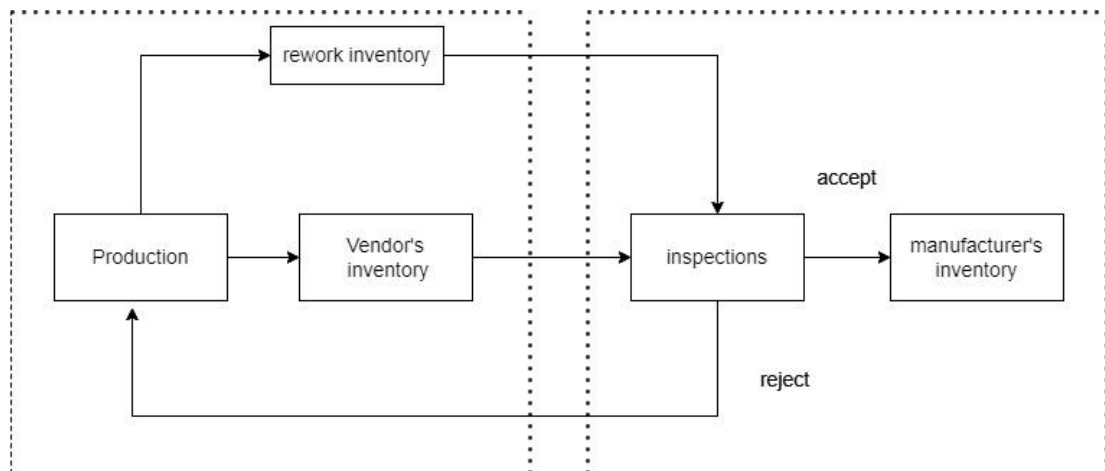 rework inventory
accept
Production
Vendor's
inventory
inspections
manufacturer's
inventory
reject